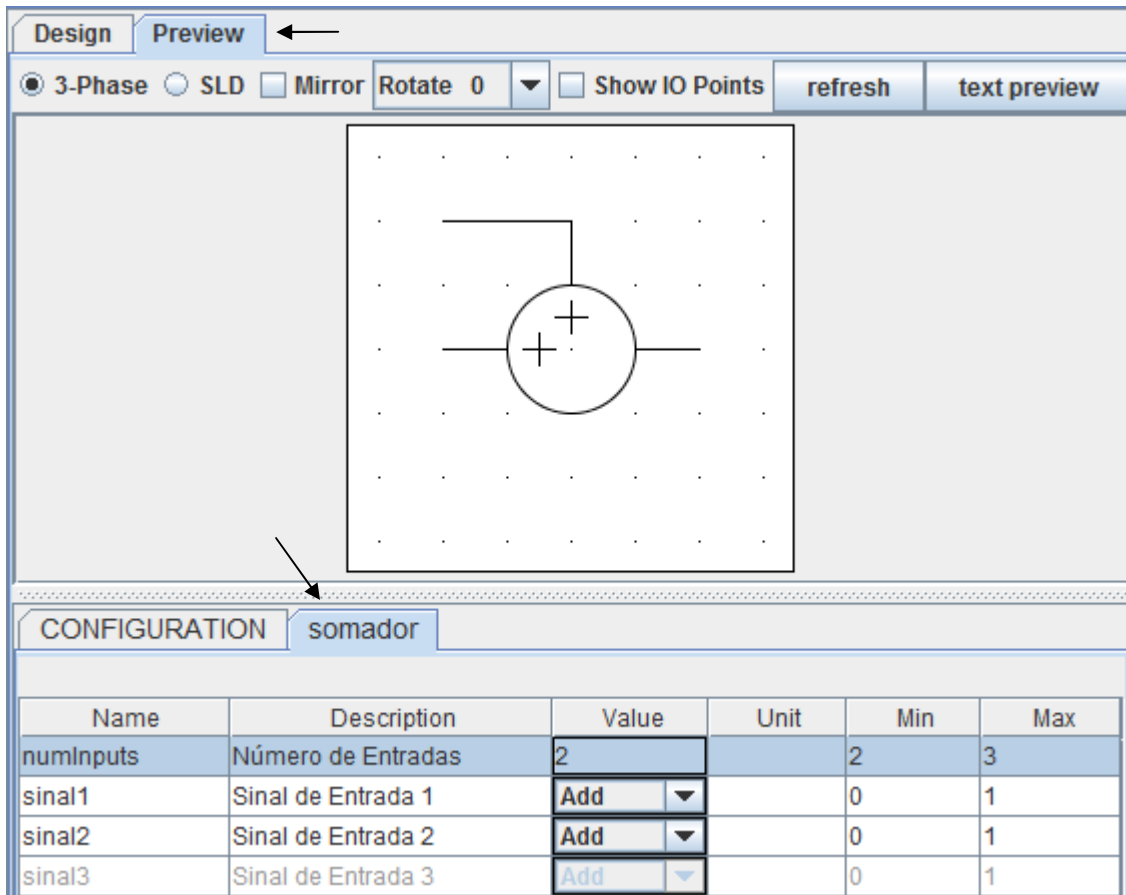 Design Preview
3-Phase SLD Mirror Rotate 0 Show IO Points refresh text preview
CONFIGURATION somador
Name Description Value Unit Min Max
numInputs Número de Entradas 2 2 3
sinal1 Sinal de Entrada 1 Add 0 1
sinal2 Sinal de Entrada 2 Add 0 1
sinal3 Sinal de Entrada 3 Add 0 1